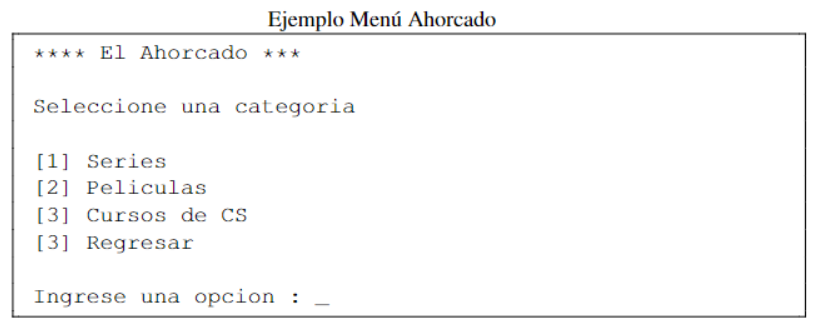 Ejemplo Menú Ahorcado
**** El Ahorcado ***
Seleccione una categoria
[1] Series
[2] Peliculas
[3] Cursos de CS
[3] Regresar
Ingrese una opcion : _